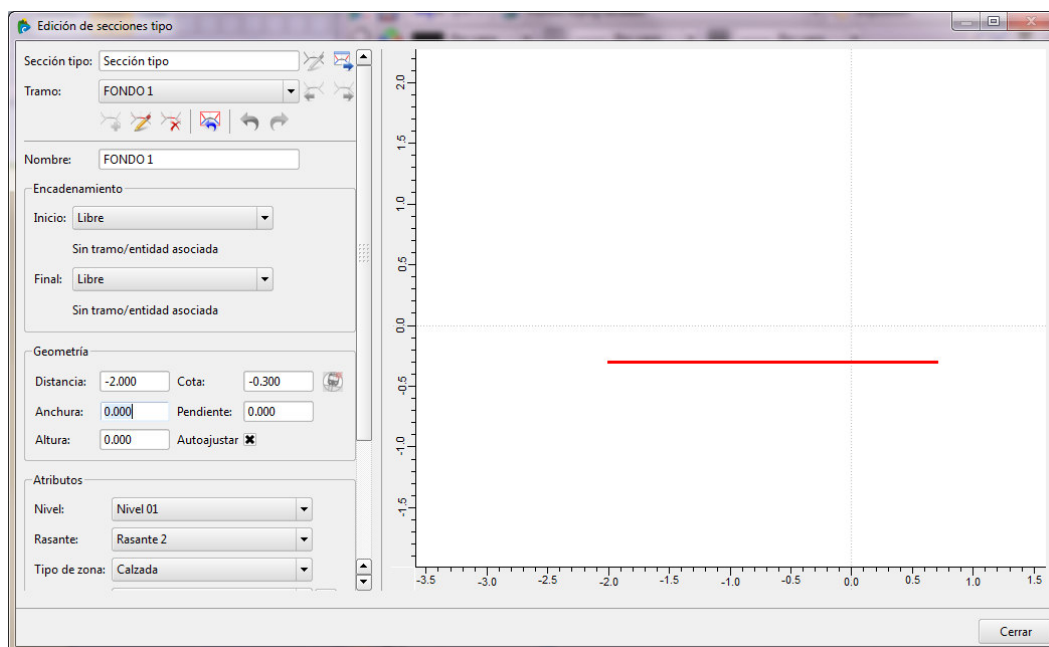 Edición de secciones tipo
Sección tipo: Sección tipo
Tramo: FONDO 1
Nombre: FONDO 1
Encadenamiento
Inicio: Libre
Sin tramo/entidad asociada
Final: Libre
Sin tramo/entidad asociada
Geometría
Distancia: -2.000 Cota: -0.300
Anchura: 0.000 Pendiente: 0.000
Altura: 0.000 Autoajustar
Atributos
Nivel: Nivel 01
Rasante: Rasante 2
Tipo de zona: Calzada
2.0
1.5
1.0
0.5
0.0
-0.5
-1.0
-1.5
-3.5 -3.0 -2.5 -2.0 -1.5 -1.0 -0.5 0.0 0.5 1.0 1.5
Cerrar